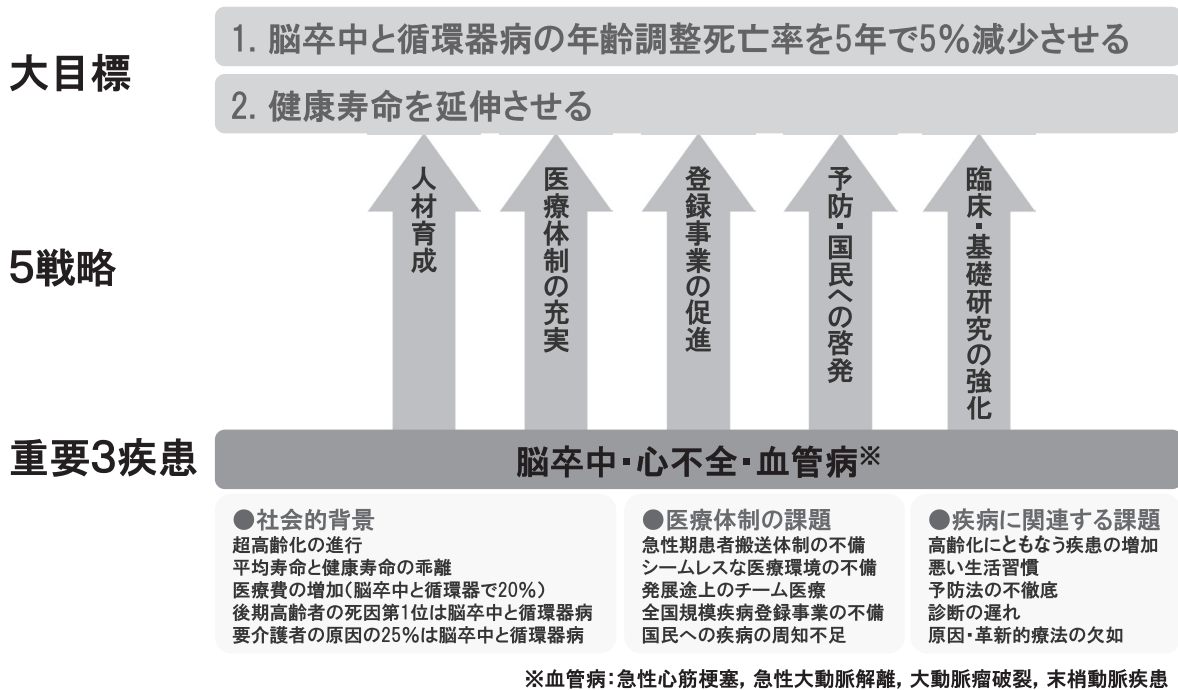 大目標
1. 脳卒中と循環器病の年齢調整死亡率を5年で5%減少させる
2. 健康寿命を延伸させる
5戦略
人材育成
医療体制の充実
登録事業の促進
予防・国民への啓発
臨床・基礎研究の強化
重要3疾患
脳卒中・心不全・血管病※
●社会的背景
超高齢化の進行
平均寿命と健康寿命の乖離
医療費の増加(脳卒中と循環器で20%)
後期高齢者の死因第1位は脳卒中と循環器病
要介護者の原因の25%は脳卒中と循環器病
●医療体制の課題
急性期患者搬送体制の不備
シームレスな医療環境の不備
発展途上のチーム医療
全国規模疾病登録事業の不備
国民への疾病の周知不足
●疾病に関連する課題
高齢化にともなう疾患の増加
悪い生活習慣
予防法の不徹底
診断の遅れ
原因・革新的療法の欠如
※血管病:急性心筋梗塞, 急性大動脈解離, 大動脈瘤破裂, 末梢動脈疾患